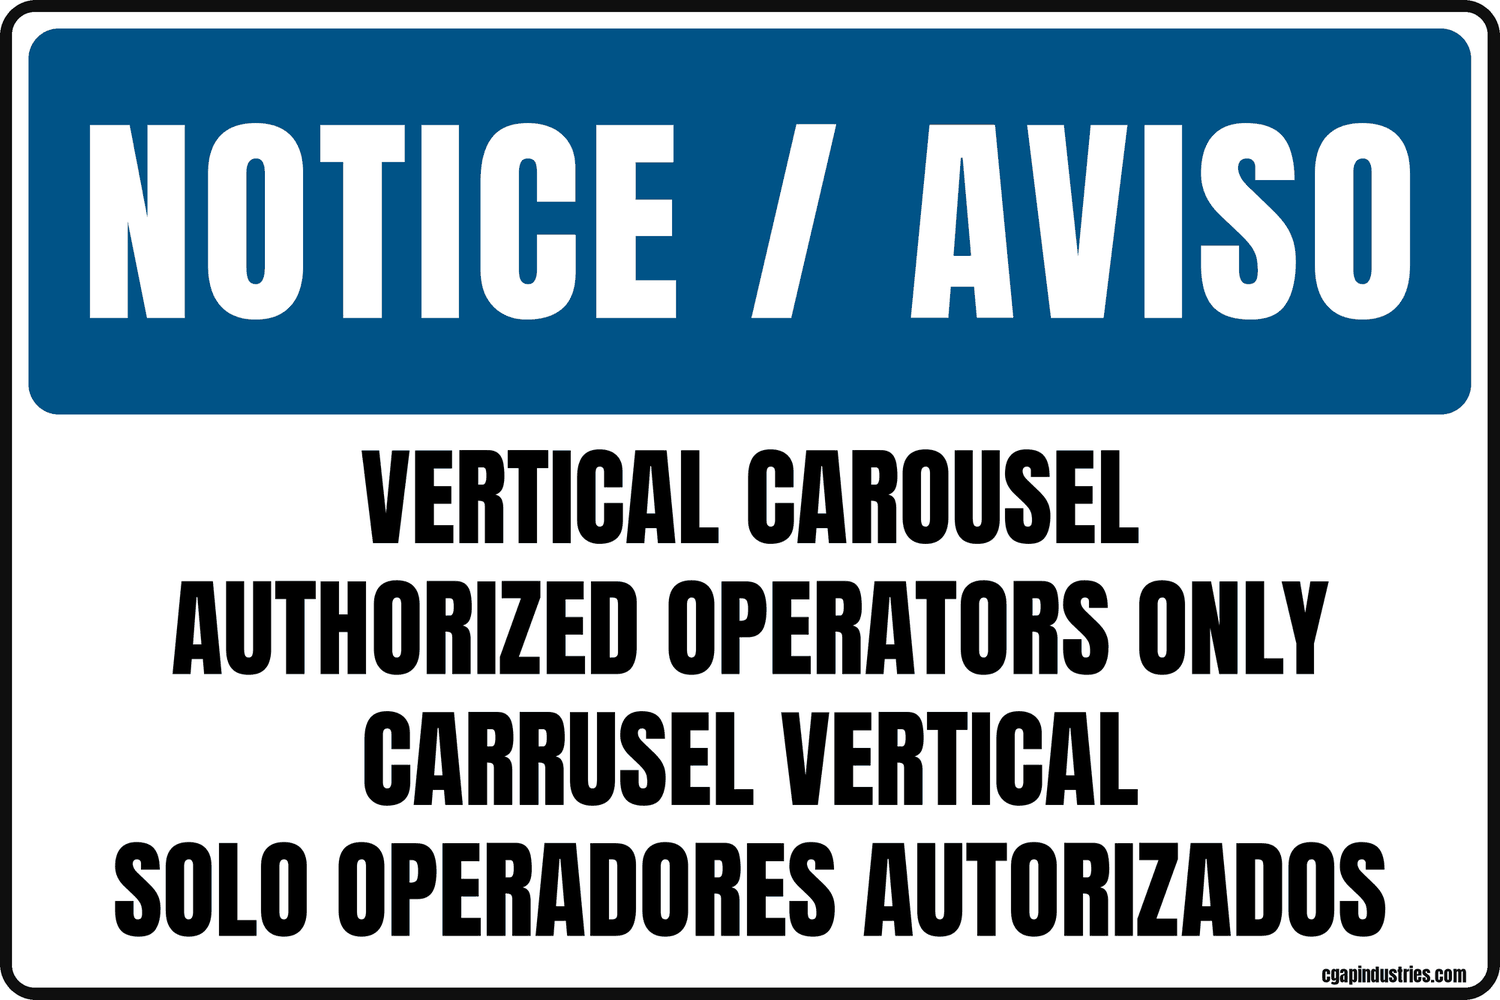 NOTICE / AVISO
VERTICAL CAROUSEL
AUTHORIZED OPERATORS ONLY
CARRUSEL VERTICAL
SOLO OPERADORES AUTORIZADOS
cgapindustries.com